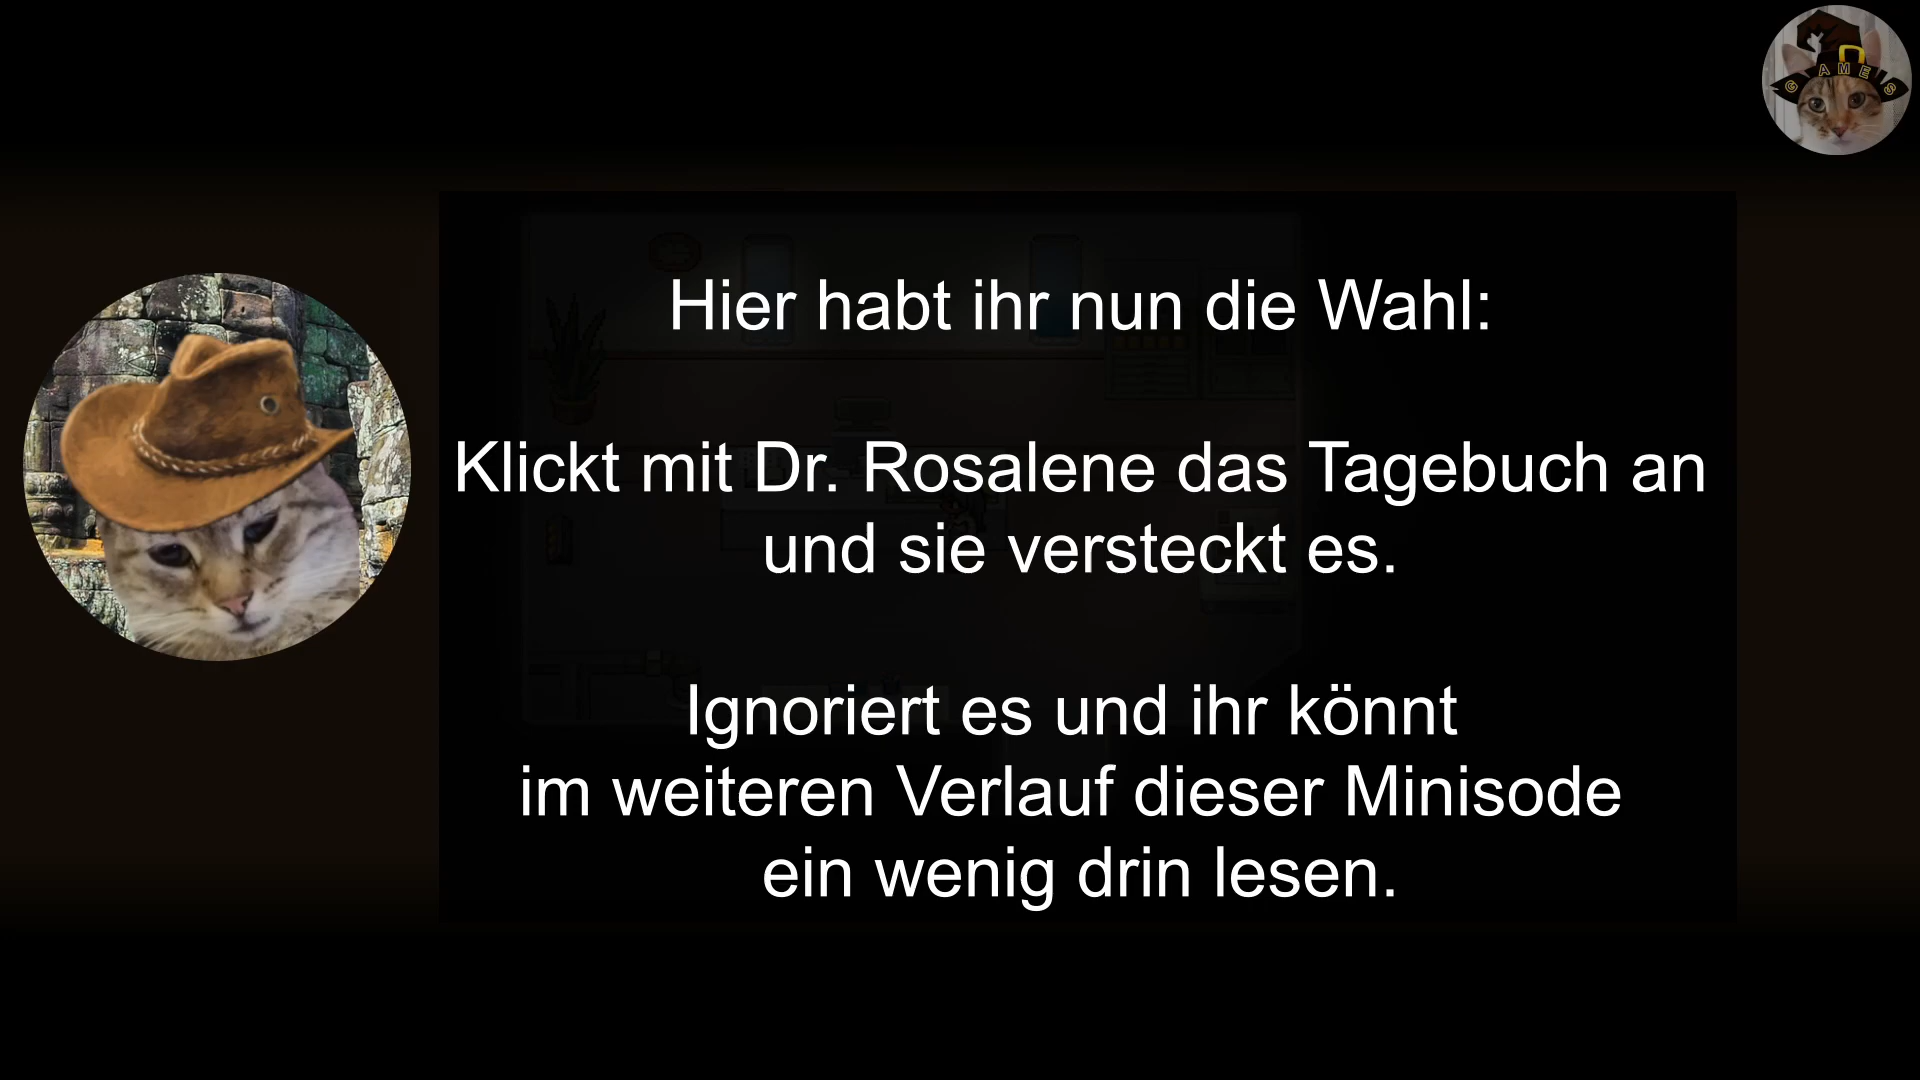 GAMES
Hier habt ihr nun die Wahl:
Klickt mit Dr. Rosalene das Tagebuch an
und sie versteckt es.
Ignoriert es und ihr könnt
im weiteren Verlauf dieser Minisode
ein wenig drin lesen.